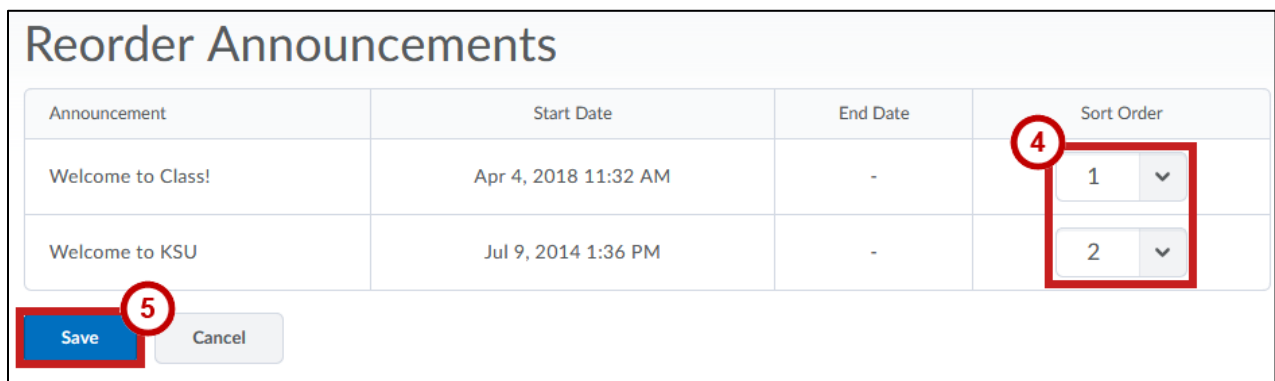 Reorder Announcements
Announcement Start Date End Date Sort Order
4
Welcome to Class! Apr 4, 2018 11:32 AM - 1
Welcome to KSU Jul 9, 2014 1:36 PM - 2
5
Save Cancel